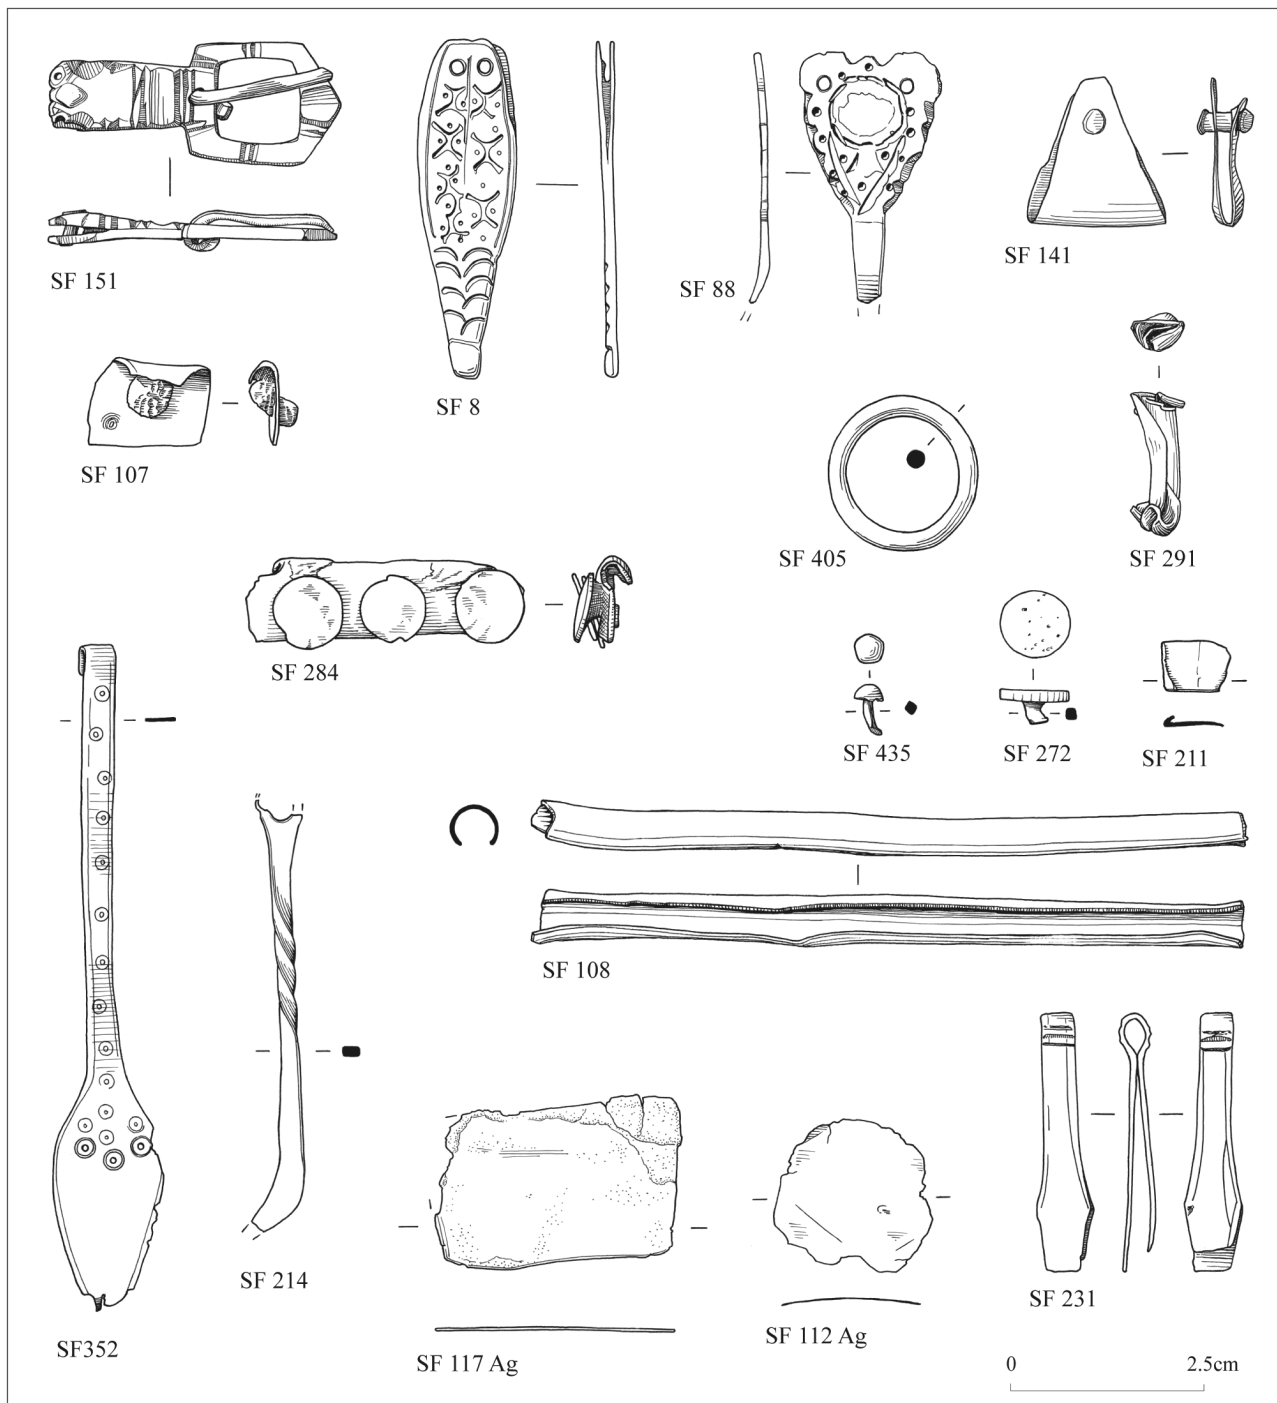 SF 151
SF 8
SF 88
SF 141
SF 107
SF 405
SF 291
SF 284
SF 435
SF 272
SF 211
SF 108
SF352
SF 214
SF 117 Ag
SF 112 Ag
SF 231
0 2.5cm